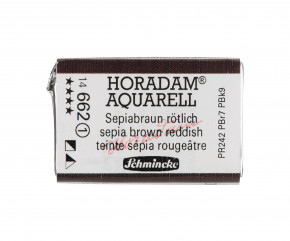 HORADAM®
AQUARELL
Sepiabraun rötlich
sepia brown reddish
teinte sépia rougeâtre
Schmincke
14 662 1
PR242 PBr7 PBk9